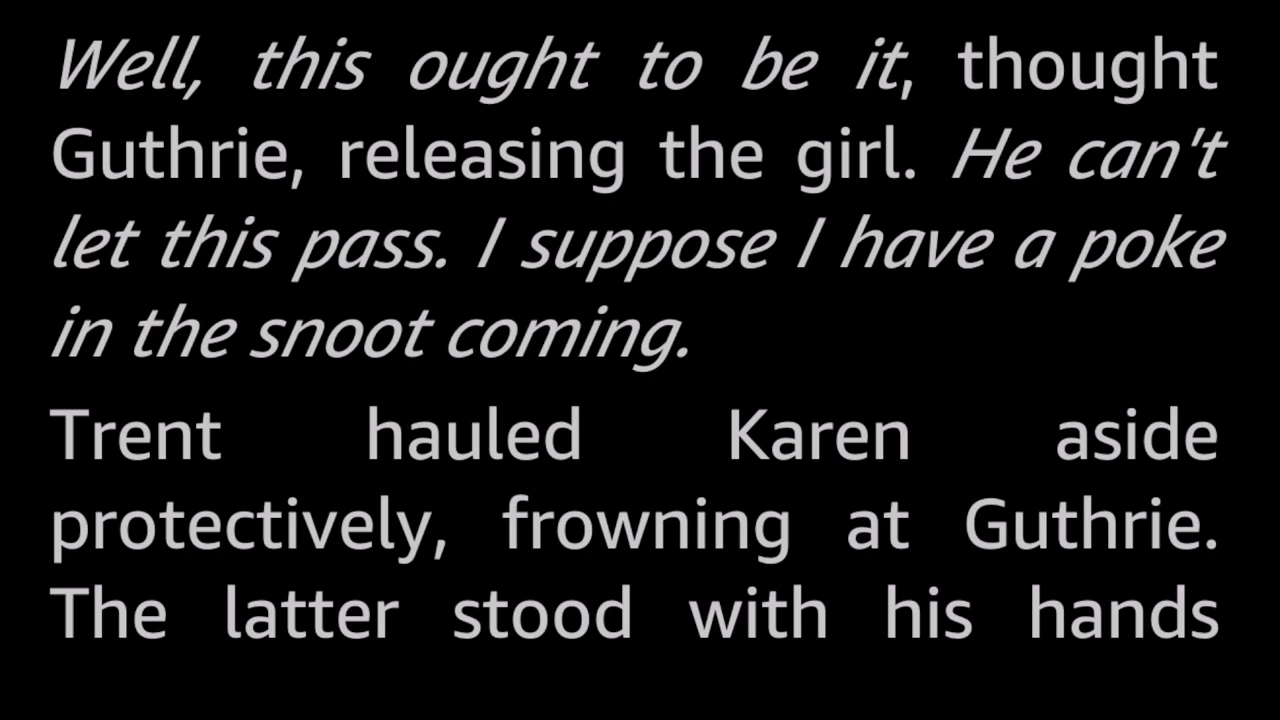 Well, this ought to be it, thought
Guthrie, releasing the girl. He can't
let this pass. I suppose I have a poke
in the snoot coming.
Trent hauled Karen aside
protectively, frowning at Guthrie.
The latter stood with his hands